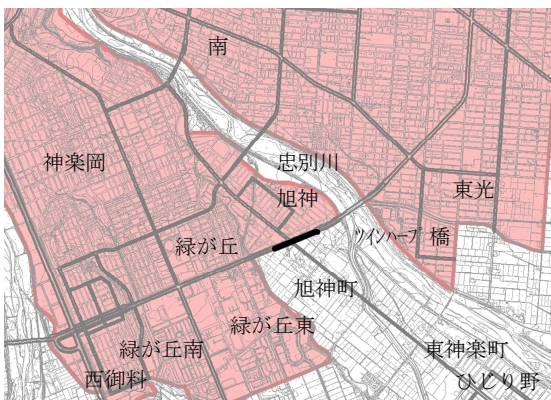 南
神楽岡
忠別川
旭神
東光
ツインハープ橋
緑が丘
旭神町
緑が丘東
緑が丘南
東神楽町
西御料
ひじり野